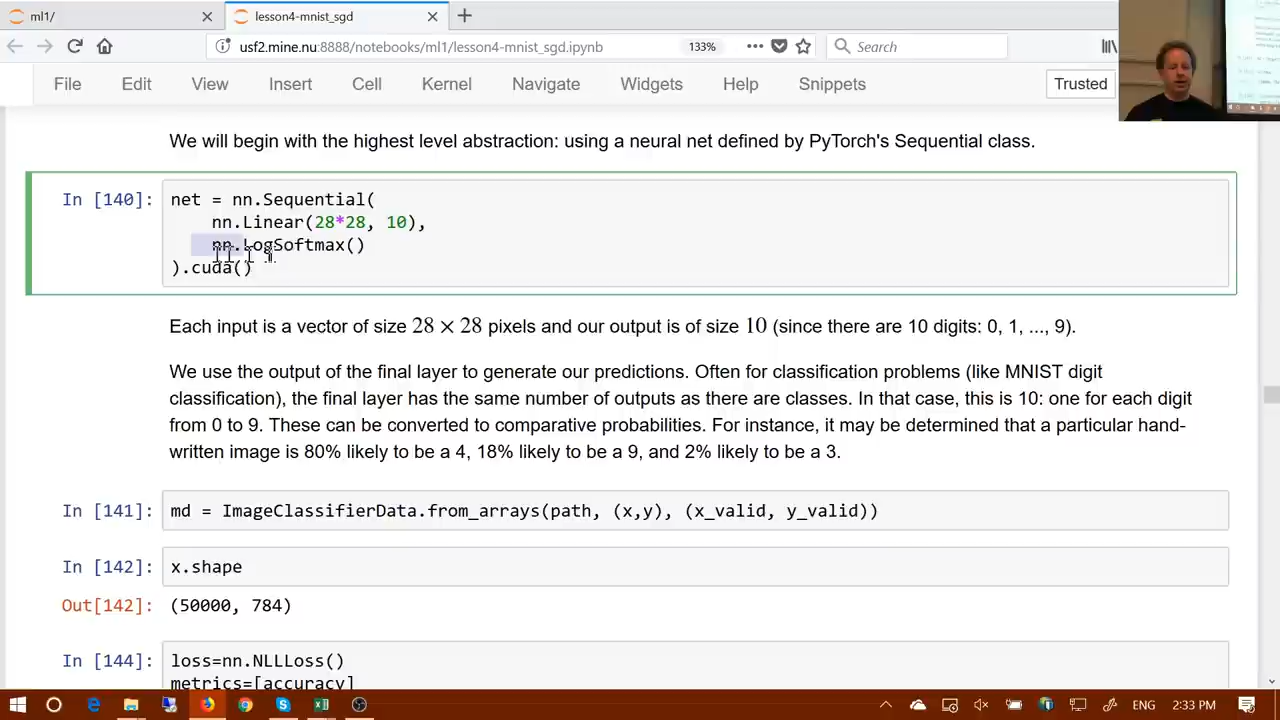 ml1/
lesson4-mnist_sgd
usf2.mine.nu:8888/notebooks/ml1/lesson4-mnist_sgd.ipynb
133%
Search
File Edit View Insert Cell Kernel Navigate Widgets Help Snippets Trusted
We will begin with the highest level abstraction: using a neural net defined by PyTorch's Sequential class.
In [140]: net = nn.Sequential(
nn.Linear(28*28, 10),
nn.LogSoftmax()
).cuda()
Each input is a vector of size 28 × 28 pixels and our output is of size 10 (since there are 10 digits: 0, 1, ..., 9).
We use the output of the final layer to generate our predictions. Often for classification problems (like MNIST digit
classification), the final layer has the same number of outputs as there are classes. In that case, this is 10: one for each digit
from 0 to 9. These can be converted to comparative probabilities. For instance, it may be determined that a particular hand-
written image is 80% likely to be a 4, 18% likely to be a 9, and 2% likely to be a 3.
In [141]: md = ImageClassifierData.from_arrays(path, (x,y), (x_valid, y_valid))
In [142]: x.shape
Out[142]: (50000, 784)
In [144]: loss=nn.NLLLoss()
metrics=[accuracy]
ENG 2:33 PM